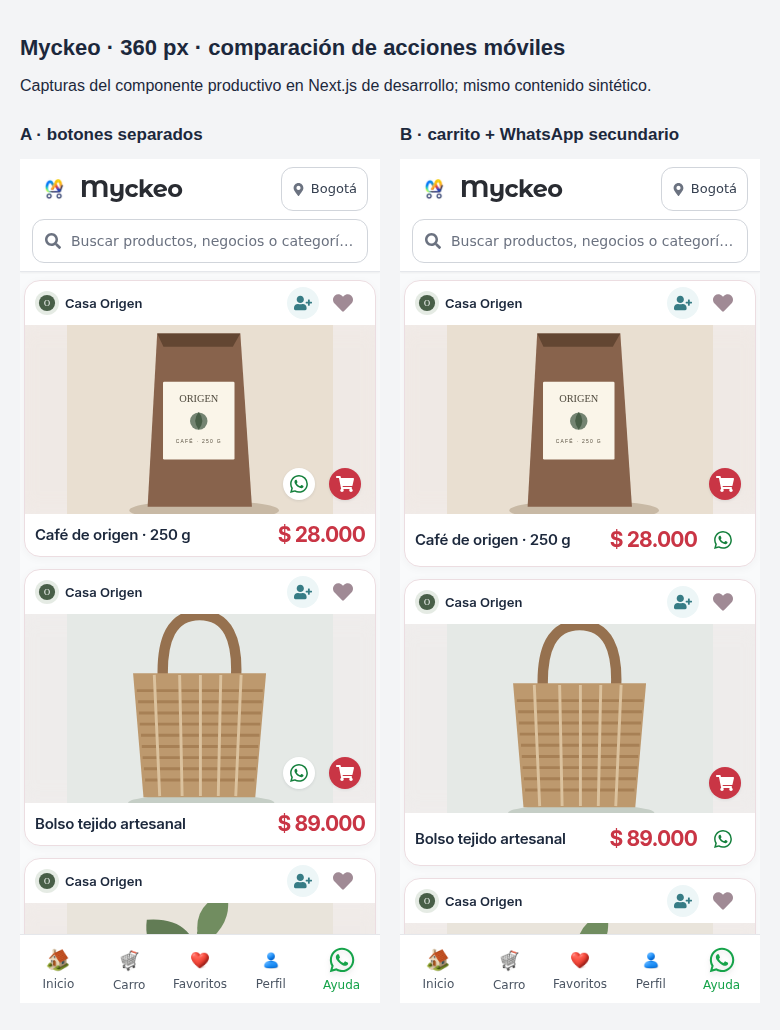 Myckeo · 360 px · comparación de acciones móviles
Capturas del componente productivo en Next.js de desarrollo; mismo contenido sintético.
A · botones separados
Myckeo
Bogotá
Buscar productos, negocios o categorí...
O Casa Origen
ORIGEN
CAFÉ · 250 G
Café de origen · 250 g $ 28.000
O Casa Origen
Bolso tejido artesanal $ 89.000
O Casa Origen
Inicio Carro Favoritos Perfil Ayuda
B · carrito + WhatsApp secundario
Myckeo
Bogotá
Buscar productos, negocios o categorí...
O Casa Origen
ORIGEN
CAFÉ · 250 G
Café de origen · 250 g $ 28.000
O Casa Origen
Bolso tejido artesanal $ 89.000
O Casa Origen
Inicio Carro Favoritos Perfil Ayuda